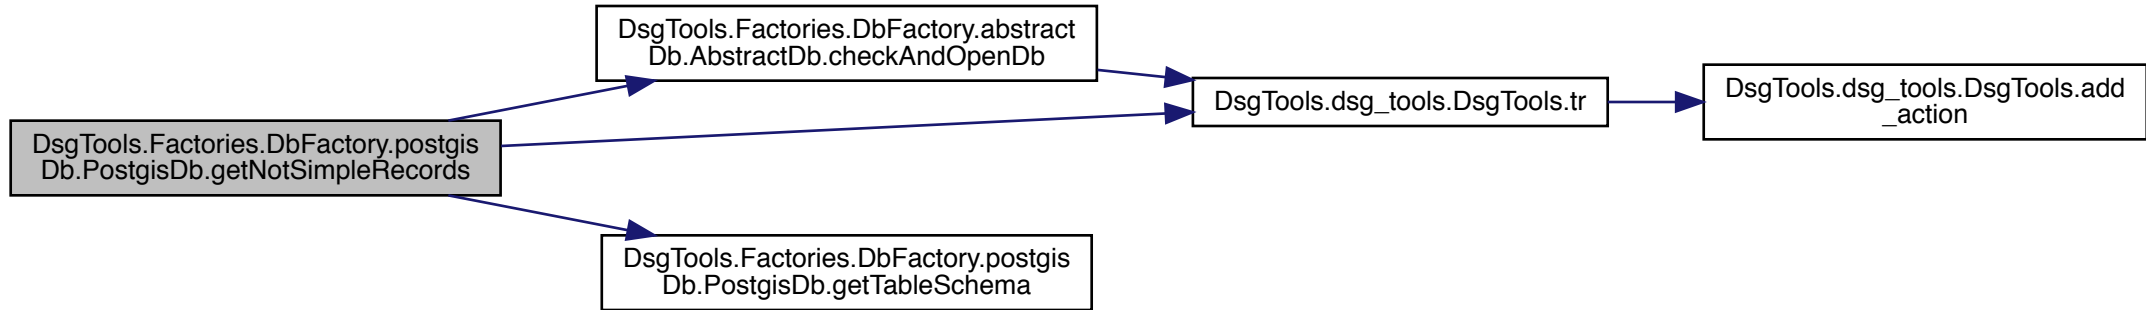 DsgTools.Factories.DbFactory.postgis
Db.PostgisDb.getNotSimpleRecords
DsgTools.Factories.DbFactory.abstract
Db.AbstractDb.checkAndOpenDb
DsgTools.dsg_tools.DsgTools.tr
DsgTools.dsg_tools.DsgTools.add
_action
DsgTools.Factories.DbFactory.postgis
Db.PostgisDb.getTableSchema